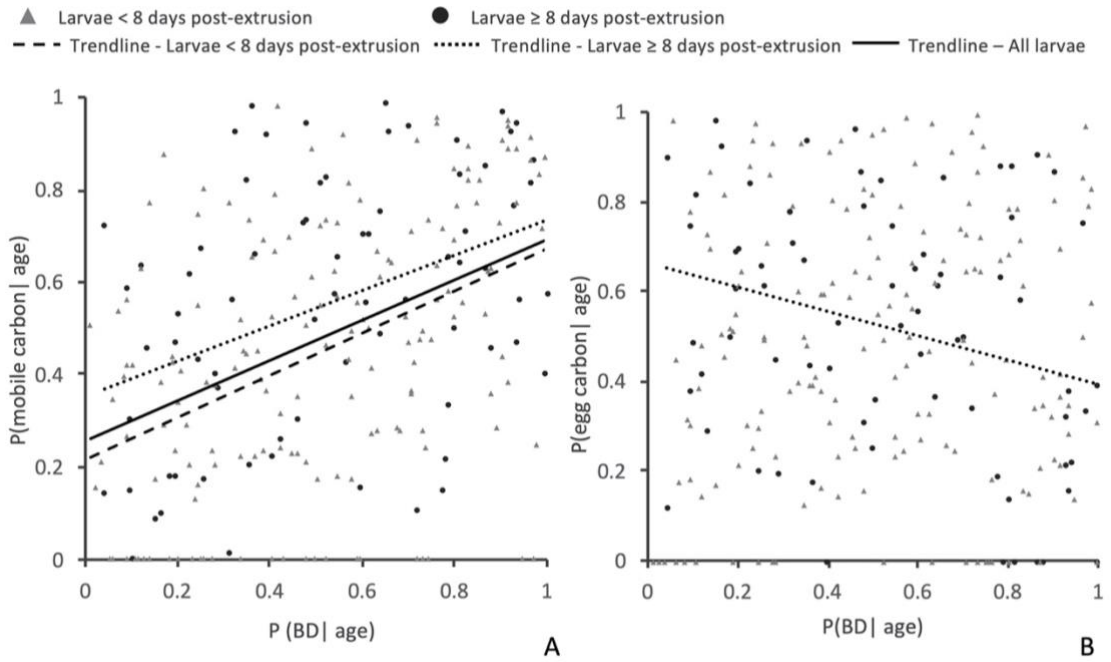 Larvae < 8 days post-extrusion Larvae ≥ 8 days post-extrusion
Trendline - Larvae < 8 days post-extrusion Trendline - Larvae ≥ 8 days post-extrusion Trendline – All larvae
P(mobile carbon| age)
1
0.8
0.6
0.4
0.2
0
0 0.2 0.4 0.6 0.8 1
P (BD| age)
A
P(egg carbon| age)
1
0.8
0.6
0.4
0.2
0
0 0.2 0.4 0.6 0.8 1
P(BD| age)
B